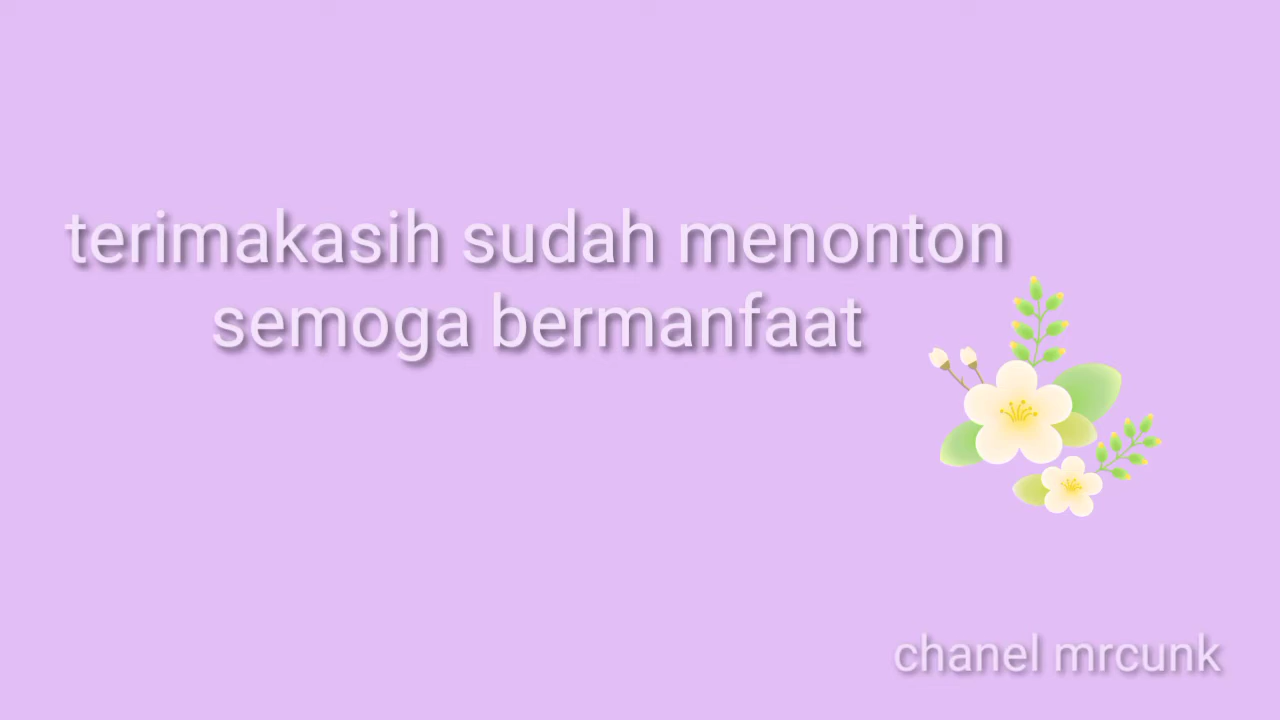 terimakasih sudah menonton
semoga bermanfaat
chanel mrcunk